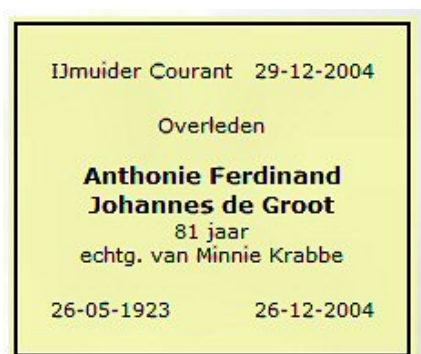 IJmuider Courant 29-12-2004
Overleden
Anthonie Ferdinand
Johannes de Groot
81 jaar
echtg. van Minnie Krabbe
26-05-1923 26-12-2004